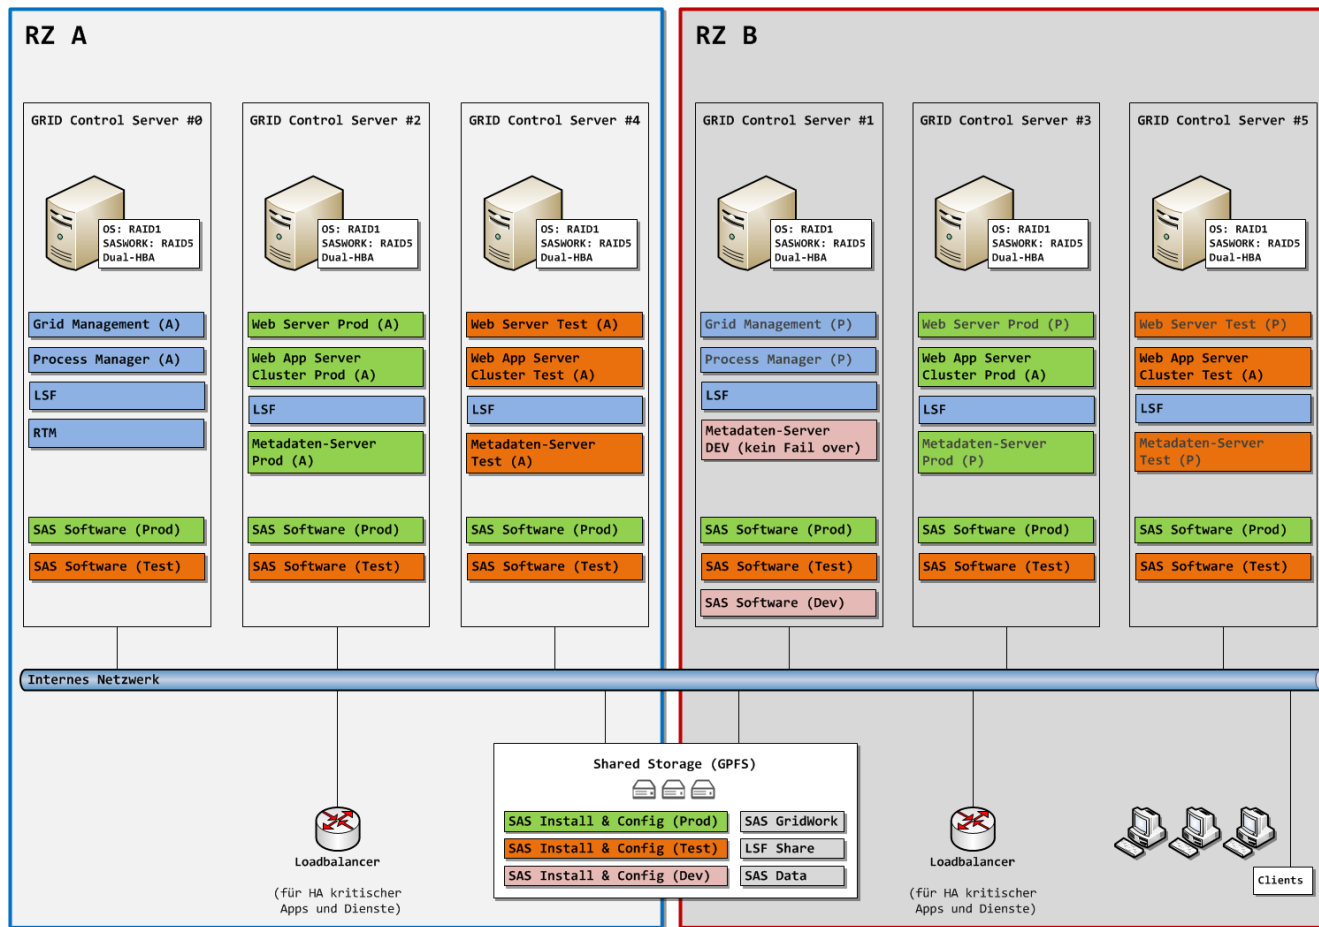 RZ A
GRID Control Server #0
OS: RAID1
SASWORK: RAID5
Dual-HBA
Grid Management (A)
Process Manager (A)
LSF
RTM
SAS Software (Prod)
SAS Software (Test)
GRID Control Server #2
OS: RAID1
SASWORK: RAID5
Dual-HBA
Web Server Prod (A)
Web App Server
Cluster Prod (A)
LSF
Metadaten-Server
Prod (A)
SAS Software (Prod)
SAS Software (Test)
GRID Control Server #4
OS: RAID1
SASWORK: RAID5
Dual-HBA
Web Server Test (A)
Web App Server
Cluster Test (A)
LSF
Metadaten-Server
Test (A)
SAS Software (Prod)
SAS Software (Test)
RZ B
GRID Control Server #1
OS: RAID1
SASWORK: RAID5
Dual-HBA
Grid Management (P)
Process Manager (P)
LSF
Metadaten-Server
DEV (kein Fail over)
SAS Software (Prod)
SAS Software (Test)
SAS Software (Dev)
GRID Control Server #3
OS: RAID1
SASWORK: RAID5
Dual-HBA
Web Server Prod (P)
Web App Server
Cluster Prod (A)
LSF
Metadaten-Server
Prod (P)
SAS Software (Prod)
SAS Software (Test)
GRID Control Server #5
OS: RAID1
SASWORK: RAID5
Dual-HBA
Web Server Test (P)
Web App Server
Cluster Test (A)
LSF
Metadaten-Server
Test (P)
SAS Software (Prod)
SAS Software (Test)
Internes Netzwerk
Loadbalancer
(für HA kritischer
Apps und Dienste)
Shared Storage (GPFS)
SAS Install & Config (Prod)
SAS Install & Config (Test)
SAS Install & Config (Dev)
SAS GridWork
LSF Share
SAS Data
Loadbalancer
(für HA kritischer
Apps und Dienste)
Clients